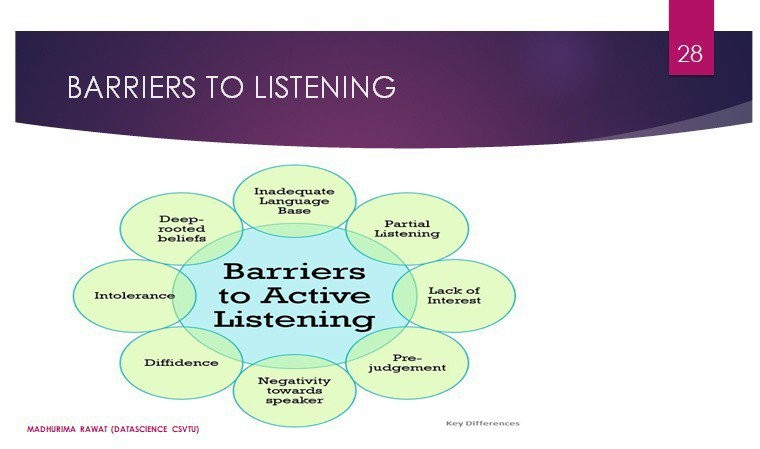 28
BARRIERS TO LISTENING
Inadequate
Language
Base
Partial
Listening
Lack of
Interest
Pre-
judgement
Negativity
towards
speaker
Diffidence
Intolerance
Deep-
rooted
beliefs
Barriers
to Active
Listening
MADHURIMA RAWAT (DATASCIENCE CSVTU)
Key Differences